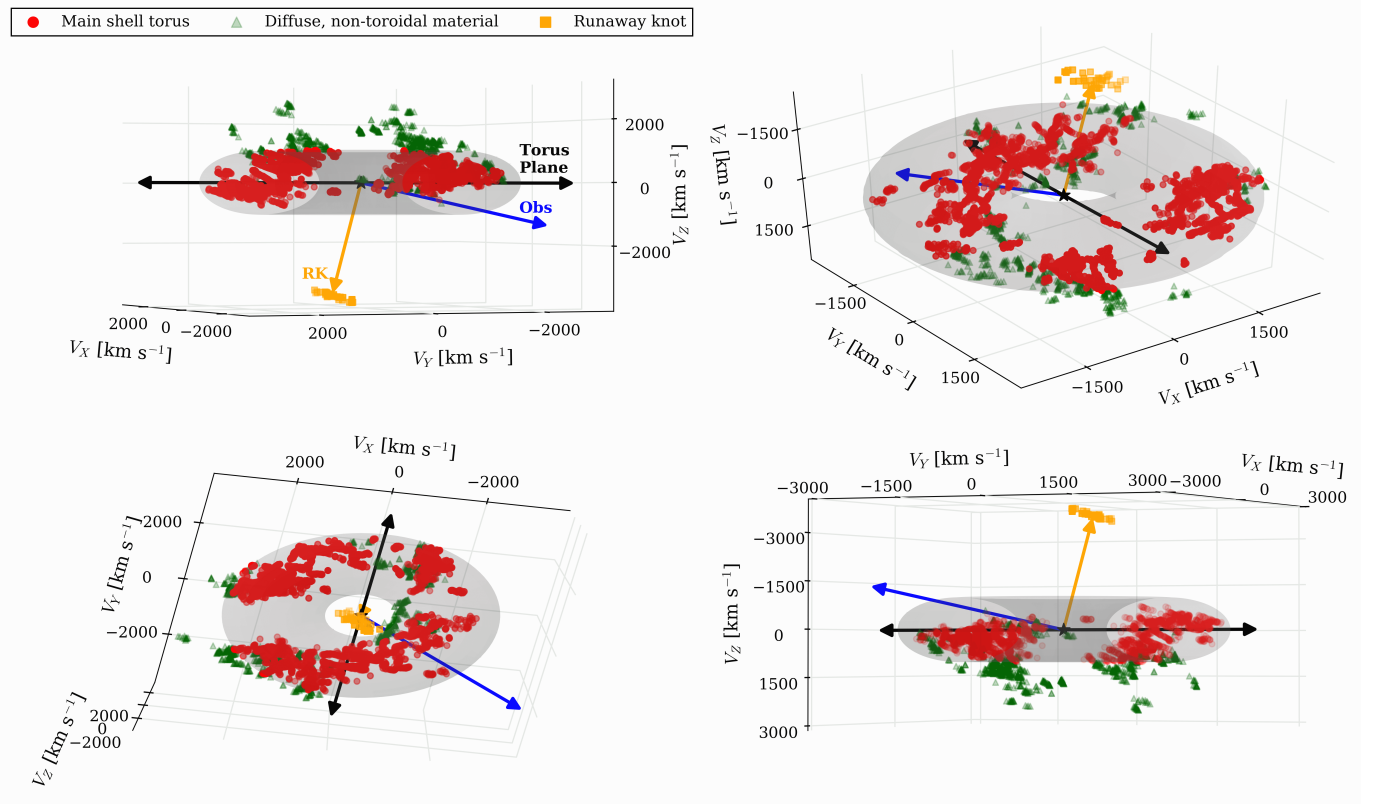 Main shell torus Diffuse, non-toroidal material Runaway knot
Torus
Plane
Obs
RK
2000
0
−2000
V_Z [km s⁻¹]
2000 0 −2000
V_X [km s⁻¹]
2000 0 −2000
V_Y [km s⁻¹]
−1500
0
1500
V_Z [km s⁻¹]
−1500
0
1500
V_Y [km s⁻¹]
−1500
0
1500
V_X [km s⁻¹]
V_X [km s⁻¹]
2000 0 −2000
−2000
0
−2000
V_Y [km s⁻¹]
2000
0
−2000
V_Z [km s⁻¹]
V_Y [km s⁻¹]
−3000 −1500 0 1500 3000
V_X [km s⁻¹]
−3000 0 3000
−3000
−1500
0
1500
3000
V_Z [km s⁻¹]